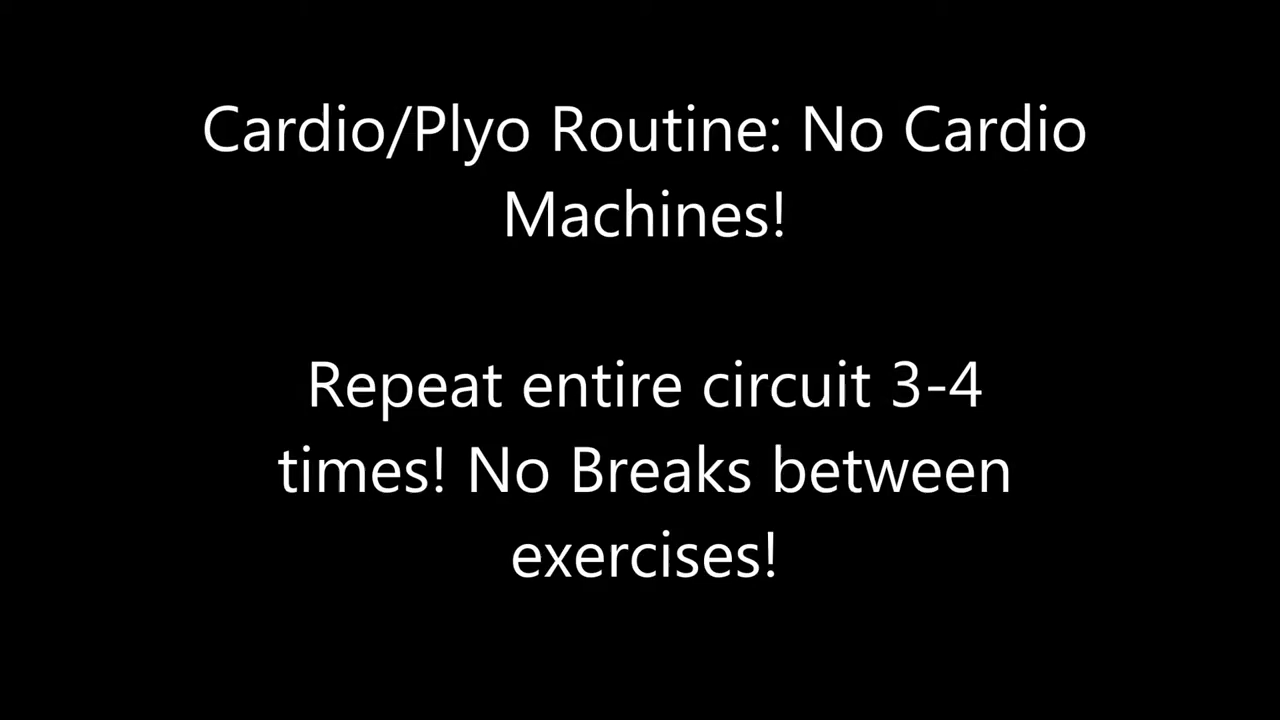 Cardio/Plyo Routine: No Cardio
Machines!
Repeat entire circuit 3-4
times! No Breaks between
exercises!